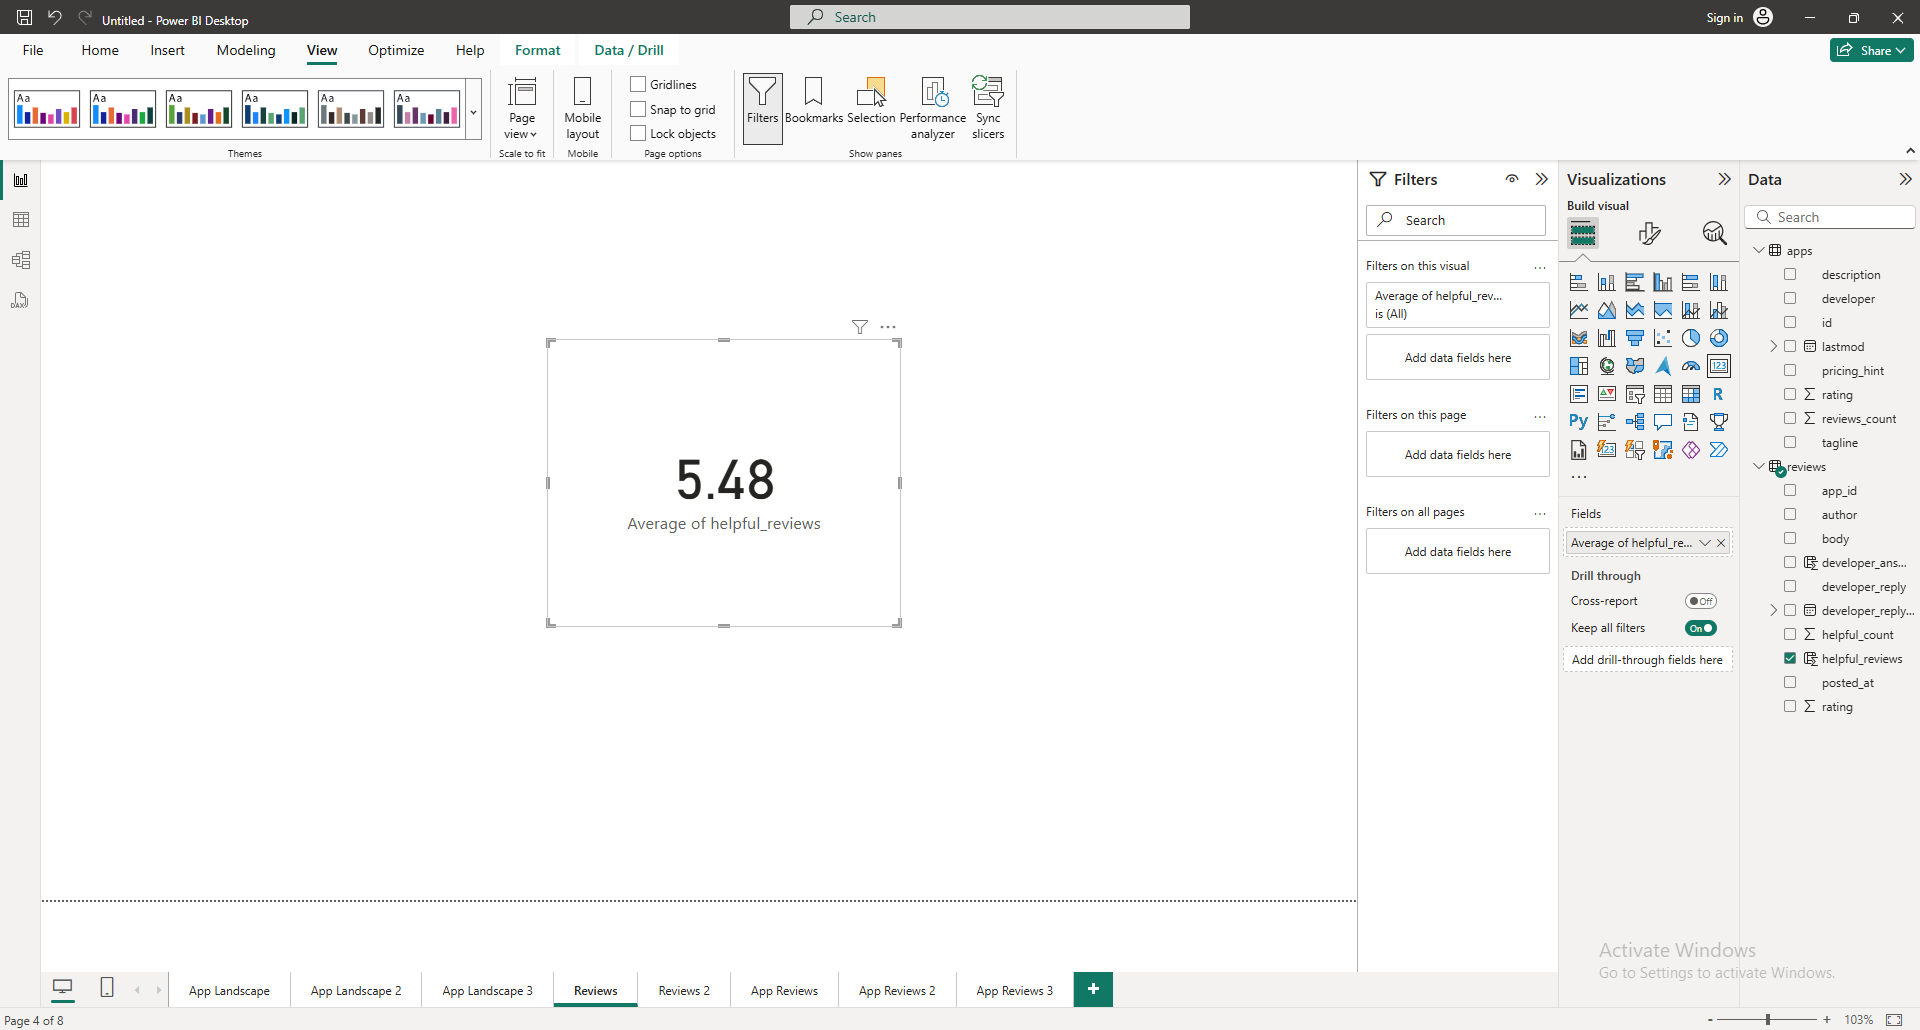 Untitled - Power BI Desktop
Search
Sign in
File
Home
Insert
Modeling
View
Optimize
Help
Format
Data / Drill
Share
Aa
Aa
Aa
Aa
Aa
Aa
Themes
Page
view
Scale to fit
Mobile
layout
Mobile
Gridlines
Snap to grid
Lock objects
Page options
Filters
Bookmarks
Selection
Performance
analyzer
Sync
slicers
Show panes
DAX
5.48
Average of helpful_reviews
Filters
Search
Filters on this visual
Average of helpful_rev...
is (All)
Add data fields here
Filters on this page
Add data fields here
Filters on all pages
Add data fields here
Visualizations
Build visual
123
R
Py
123
Fields
Average of helpful_re...
Drill through
Cross-report
Off
Keep all filters
On
Add drill-through fields here
Data
Search
apps
description
developer
id
lastmod
pricing_hint
rating
reviews_count
tagline
reviews
app_id
author
body
developer_ans...
developer_reply
developer_reply...
helpful_count
helpful_reviews
posted_at
rating
Activate Windows
Go to Settings to activate Windows.
App Landscape
App Landscape 2
App Landscape 3
Reviews
Reviews 2
App Reviews
App Reviews 2
App Reviews 3
+
Page 4 of 8
- + 103%